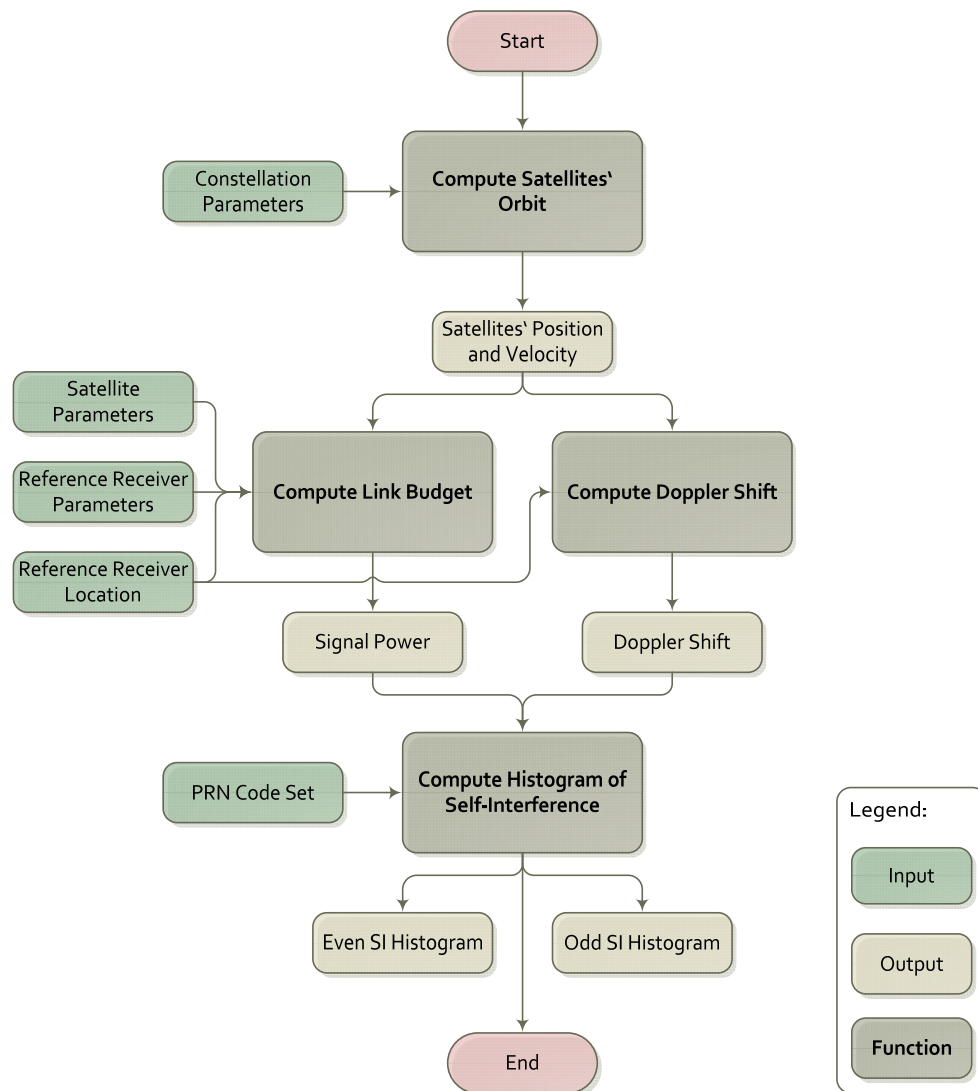 Start
Constellation
Parameters
Compute Satellites‘
Orbit
Satellites‘ Position
and Velocity
Satellite
Parameters
Reference Receiver
Parameters
Reference Receiver
Location
Compute Link Budget
Compute Doppler Shift
Signal Power
Doppler Shift
PRN Code Set
Compute Histogram of
Self-Interference
Even SI Histogram
Odd SI Histogram
End
Legend:
Input
Output
Function